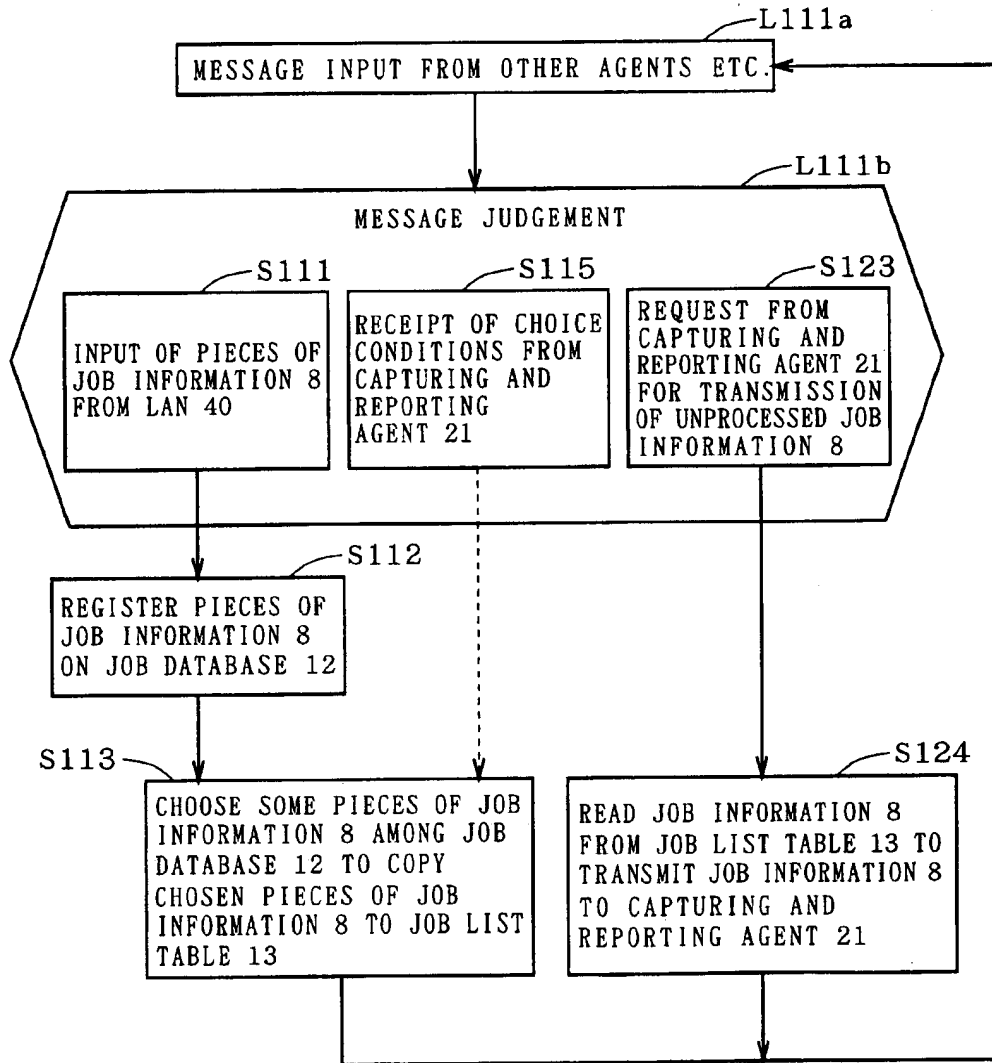 L111a
MESSAGE INPUT FROM OTHER AGENTS ETC.
L111b
MESSAGE JUDGEMENT
S111
INPUT OF PIECES OF
JOB INFORMATION 8
FROM LAN 40
S115
RECEIPT OF CHOICE
CONDITIONS FROM
CAPTURING AND
REPORTING
AGENT 21
S123
REQUEST FROM
CAPTURING AND
REPORTING AGENT 21
FOR TRANSMISSION
OF UNPROCESSED JOB
INFORMATION 8
S112
REGISTER PIECES OF
JOB INFORMATION 8
ON JOB DATABASE 12
S113
CHOOSE SOME PIECES OF JOB
INFORMATION 8 AMONG JOB
DATABASE 12 TO COPY
CHOSEN PIECES OF JOB
INFORMATION 8 TO JOB LIST
TABLE 13
S124
READ JOB INFORMATION 8
FROM JOB LIST TABLE 13 TO
TRANSMIT JOB INFORMATION 8
TO CAPTURING AND
REPORTING AGENT 21